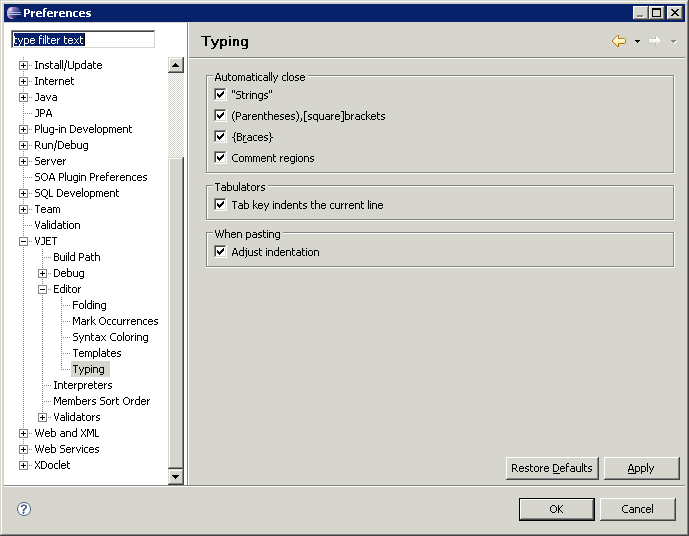 Preferences
type filter text
Install/Update
Internet
Java
JPA
Plug-in Development
Run/Debug
Server
SOA Plugin Preferences
SQL Development
Team
Validation
VJET
Build Path
Debug
Editor
Folding
Mark Occurrences
Syntax Coloring
Templates
Typing
Interpreters
Members Sort Order
Validators
Web and XML
Web Services
XDoclet
Typing
Automatically close
"Strings"
(Parentheses),[square]brackets
{Braces}
Comment regions
Tabulators
Tab key indents the current line
When pasting
Adjust indentation
Restore Defaults
Apply
?
OK
Cancel